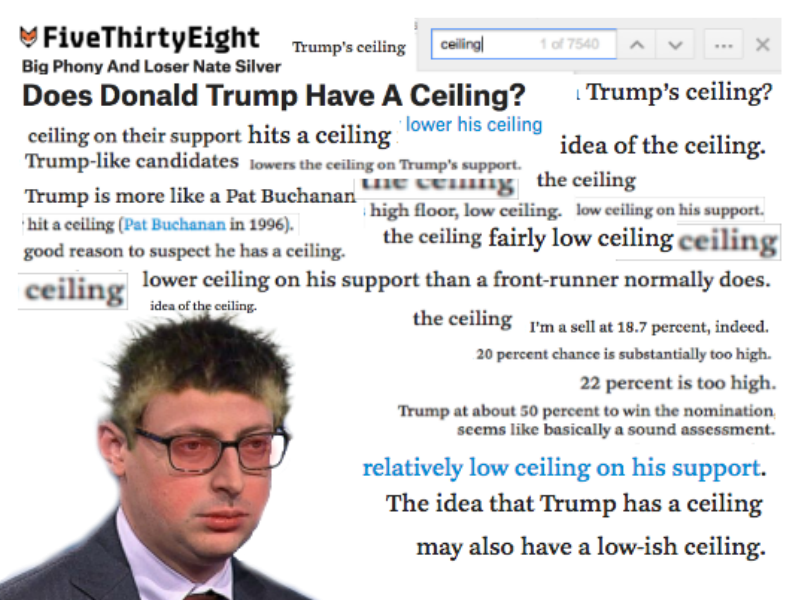 FiveThirtyEight
Trump's ceiling
ceiling
1 of 7540
Big Phony And Loser Nate Silver
Does Donald Trump Have A Ceiling?
Trump's ceiling?
ceiling on their support
hits a ceiling
lower his ceiling
idea of the ceiling.
Trump-like candidates
lowers the ceiling on Trump's support.
the ceiling
the ceiling
Trump is more like a Pat Buchanan
high floor, low ceiling.
low ceiling on his support.
hit a ceiling (Pat Buchanan in 1996).
the ceiling
fairly low ceiling
ceiling
good reason to suspect he has a ceiling.
ceiling
lower ceiling on his support than a front-runner normally does.
idea of the ceiling.
the ceiling
I'm a sell at 18.7 percent, indeed.
20 percent chance is substantially too high.
22 percent is too high.
Trump at about 50 percent to win the nomination
seems like basically a sound assessment.
relatively low ceiling on his support.
The idea that Trump has a ceiling
may also have a low-ish ceiling.